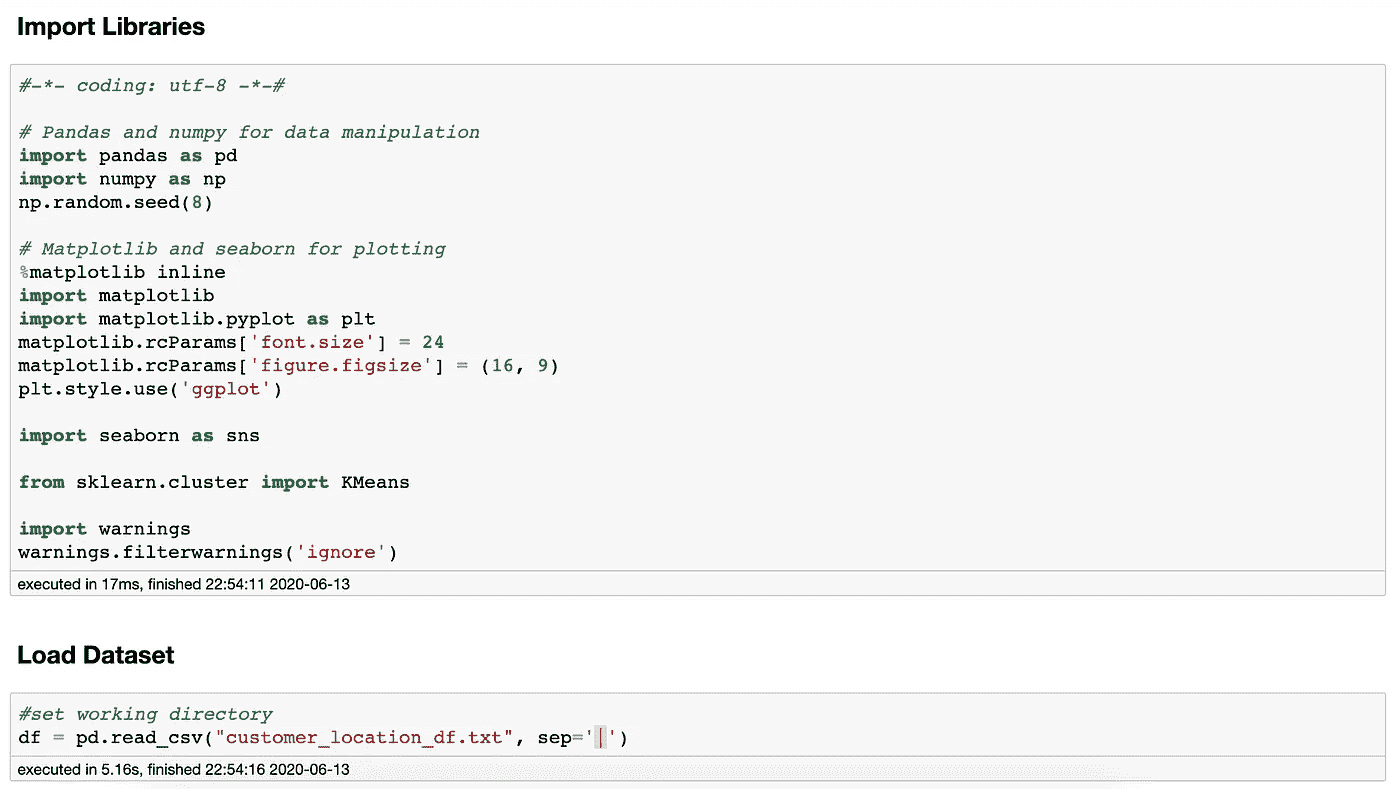 Import Libraries
#-*- coding: utf-8 -*-#
# Pandas and numpy for data manipulation
import pandas as pd
import numpy as np
np.random.seed(8)
# Matplotlib and seaborn for plotting
%matplotlib inline
import matplotlib
import matplotlib.pyplot as plt
matplotlib.rcParams['font.size'] = 24
matplotlib.rcParams['figure.figsize'] = (16, 9)
plt.style.use('ggplot')
import seaborn as sns
from sklearn.cluster import KMeans
import warnings
warnings.filterwarnings('ignore')
executed in 17ms, finished 22:54:11 2020-06-13
Load Dataset
#set working directory
df = pd.read_csv("customer_location_df.txt", sep='|')
executed in 5.16s, finished 22:54:16 2020-06-13